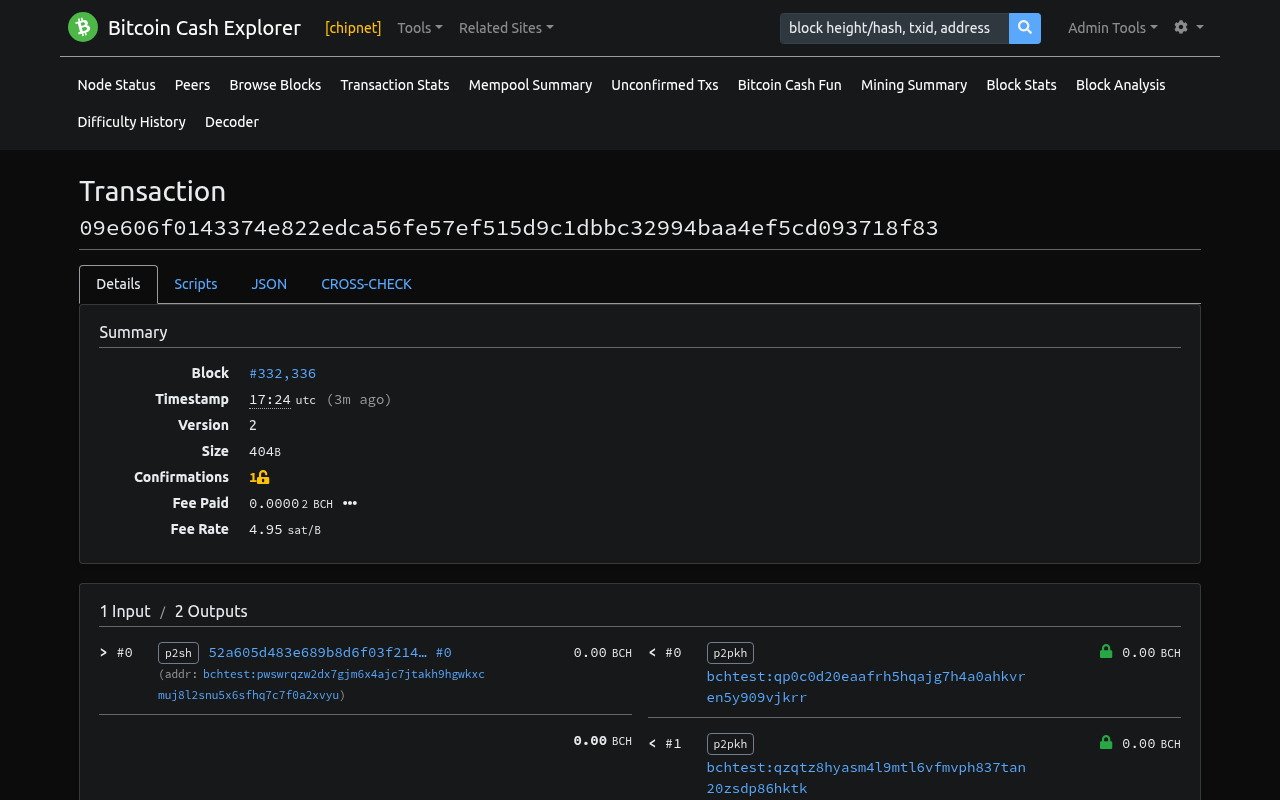 Bitcoin Cash Explorer [chipnet] Tools Related Sites block height/hash, txid, address Admin Tools
Node Status Peers Browse Blocks Transaction Stats Mempool Summary Unconfirmed Txs Bitcoin Cash Fun Mining Summary Block Stats Block Analysis
Difficulty History Decoder
Transaction
09e606f0143374e822edca56fe57ef515d9c1dbbc32994baa4ef5cd093718f83
Details Scripts JSON CROSS-CHECK
Summary
Block #332,336
Timestamp 17:24 utc (3m ago)
Version 2
Size 404B
Confirmations 1
Fee Paid 0.0000 2 BCH •••
Fee Rate 4.95 sat/B
1 Input / 2 Outputs
> #0 p2sh 52a605d483e689b8d6f03f214… #0 0.00 BCH
(addr: bchtest:pwswrqzw2dx7gjm6x4ajc7jtakh9hgwkxc
muj8l2snu5x6sfhq7c7f0a2xvyu)
0.00 BCH
< #0 p2pkh 0.00 BCH
bchtest:qp0c0d20eaafrh5hqajg7h4a0ahkvr
en5y909vjkrr
< #1 p2pkh 0.00 BCH
bchtest:qzqtz8hyasm4l9mtl6vfmvph837tan
20zsdp86hktk